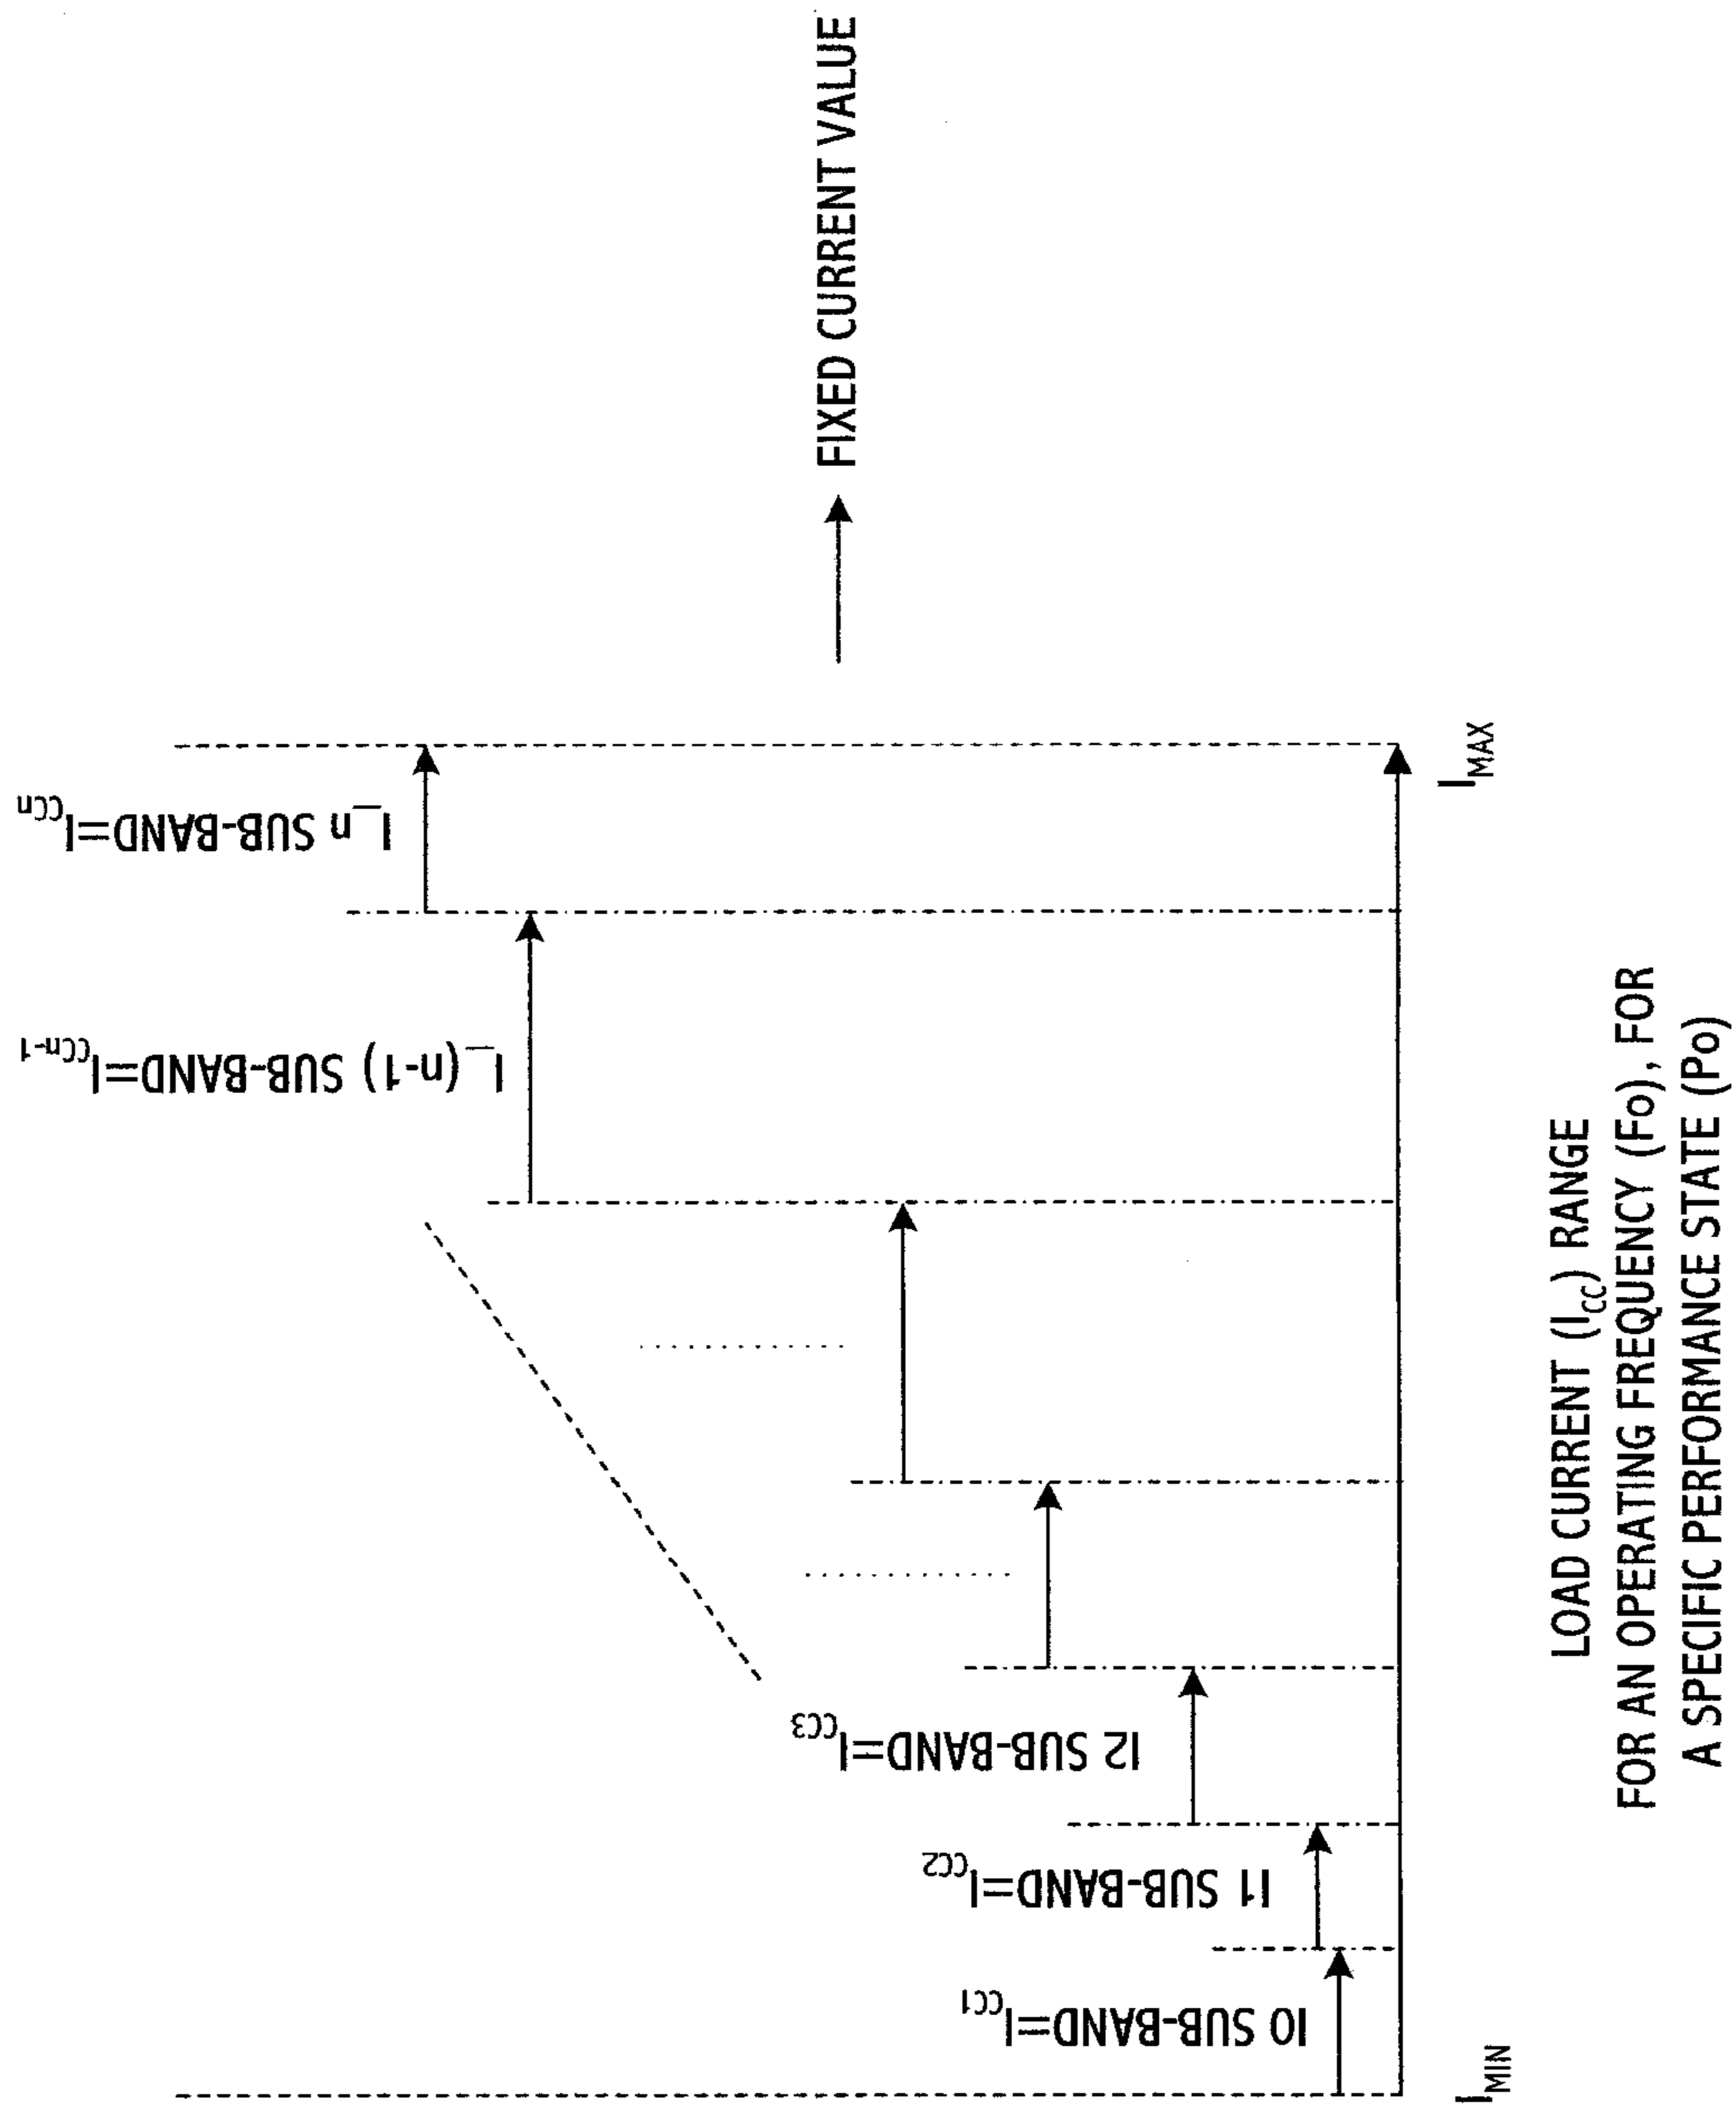 FIXED CURRENT VALUE
I_n SUB-BAND=I_CCn
I_(n-1) SUB-BAND=I_CCn-1
I2 SUB-BAND=I_CC3
I1 SUB-BAND=I_CC2
I0 SUB-BAND=I_CC1
I_MIN
I_MAX
LOAD CURRENT (I_CC) RANGE
FOR AN OPERATING FREQUENCY (Fo), FOR
A SPECIFIC PERFORMANCE STATE (Po)